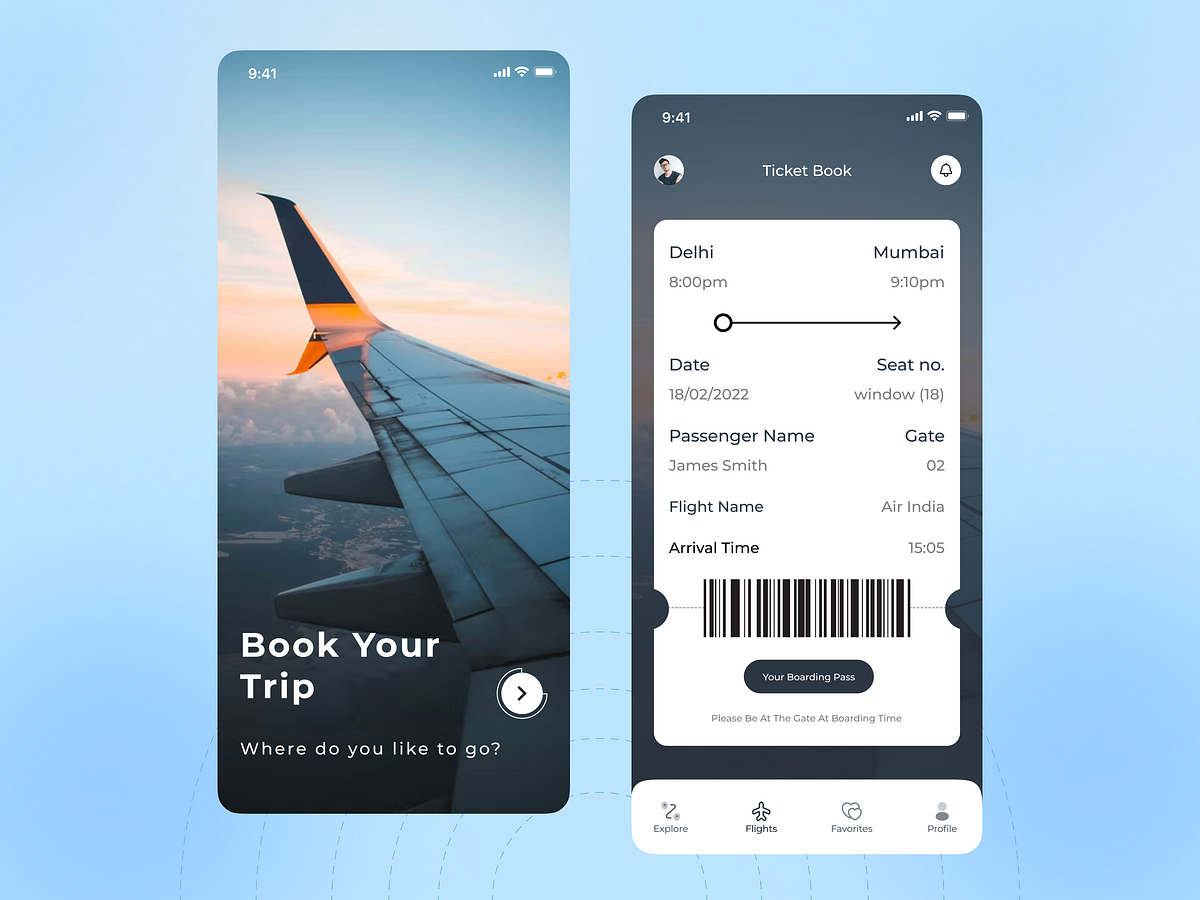 9:41
Book Your
Trip
Where do you like to go?
9:41
Ticket Book
Delhi Mumbai
8:00pm 9:10pm
Date Seat no.
18/02/2022 window (18)
Passenger Name Gate
James Smith 02
Flight Name Air India
Arrival Time 15:05
Your Boarding Pass
Please Be At The Gate At Boarding Time
Explore Flights Favorites Profile